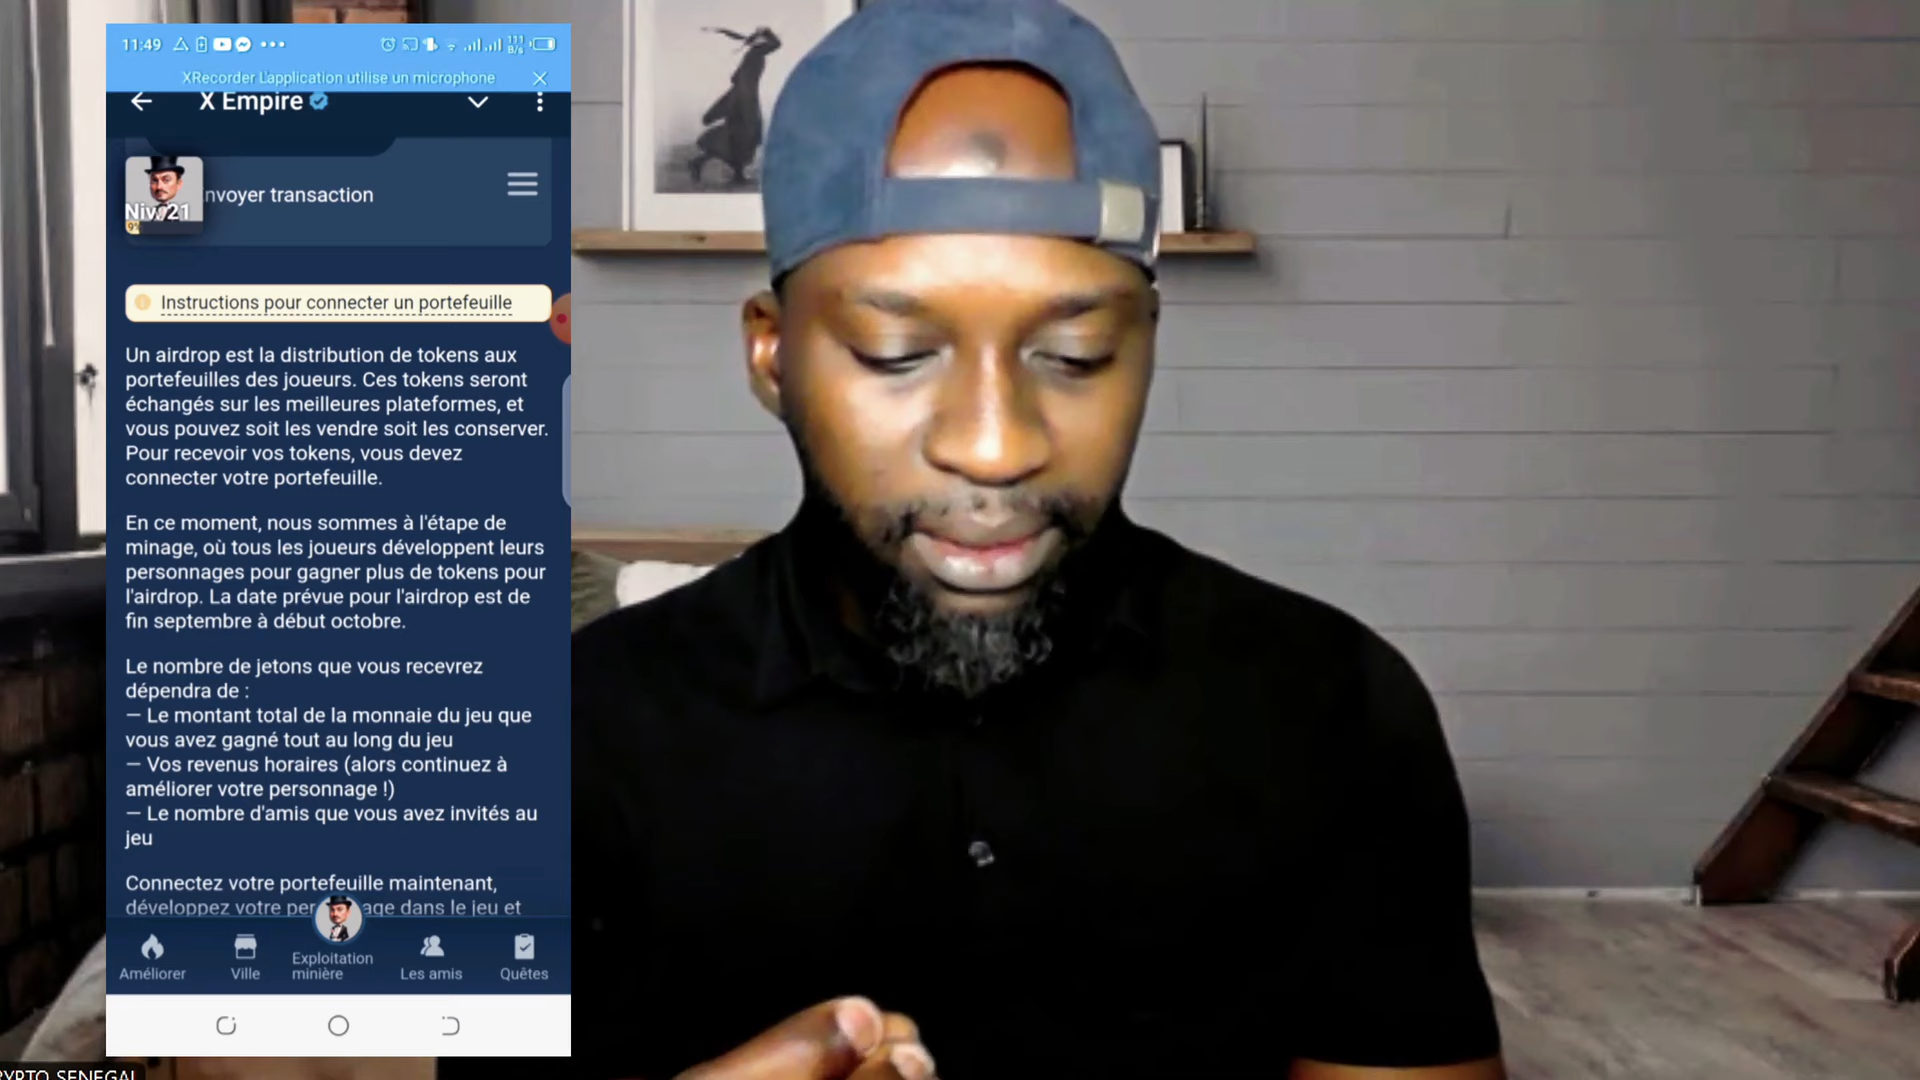 11:49
111
B/s
XRecorder L'application utilise un microphone
X Empire
nvoyer transaction
Niv. 21
9%
Instructions pour connecter un portefeuille
Un airdrop est la distribution de tokens aux
portefeuilles des joueurs. Ces tokens seront
échangés sur les meilleures plateformes, et
vous pouvez soit les vendre soit les conserver.
Pour recevoir vos tokens, vous devez
connecter votre portefeuille.
En ce moment, nous sommes à l'étape de
minage, où tous les joueurs développent leurs
personnages pour gagner plus de tokens pour
l'airdrop. La date prévue pour l'airdrop est de
fin septembre à début octobre.
Le nombre de jetons que vous recevrez
dépendra de :
— Le montant total de la monnaie du jeu que
vous avez gagné tout au long du jeu
— Vos revenus horaires (alors continuez à
améliorer votre personnage !)
— Le nombre d'amis que vous avez invités au
jeu
Connectez votre portefeuille maintenant,
développez votre per age dans le jeu et
Améliorer
Ville
Exploitation
minière
Les amis
Quêtes
RYPTO SENEGAL